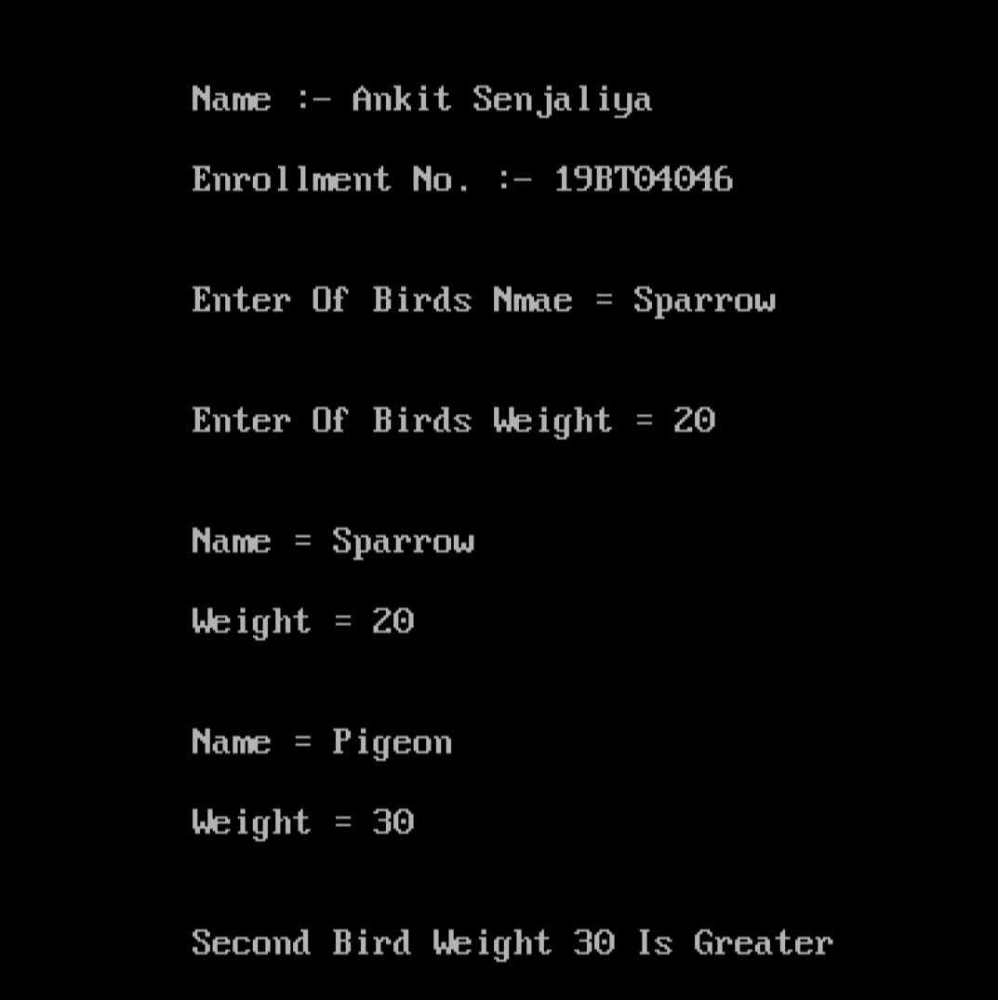 Name :- Ankit Senjaliya
Enrollment No. :- 19BT04046
Enter Of Birds Nmae = Sparrow
Enter Of Birds Weight = 20
Name = Sparrow
Weight = 20
Name = Pigeon
Weight = 30
Second Bird Weight 30 Is Greater